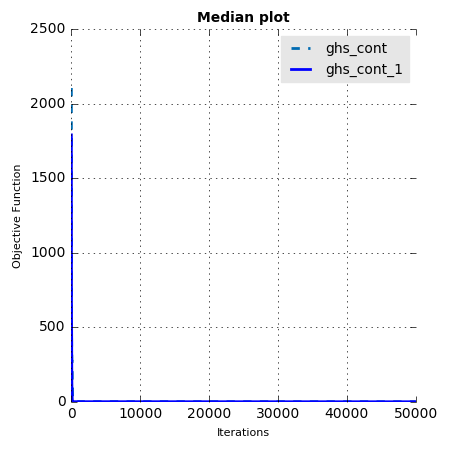 Median plot
ghs_cont
ghs_cont_1
2500
2000
1500
1000
500
0
Objective Function
0 10000 20000 30000 40000 50000
Iterations